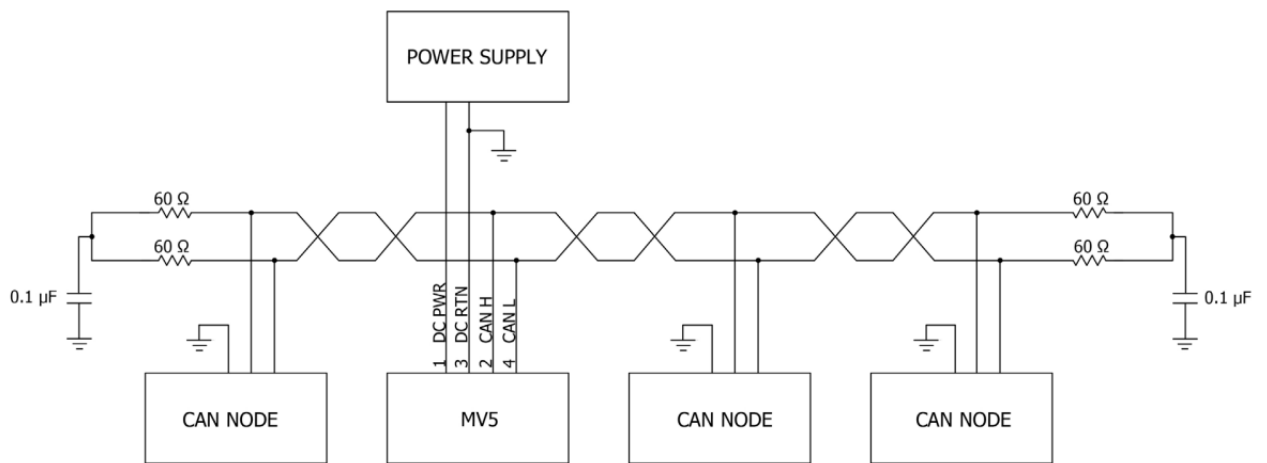 POWER SUPPLY
60 Ω
60 Ω
60 Ω
60 Ω
0.1 µF
0.1 µF
1 DC PWR
3 DC RTN
2 CAN H
4 CAN L
CAN NODE
MV5
CAN NODE
CAN NODE